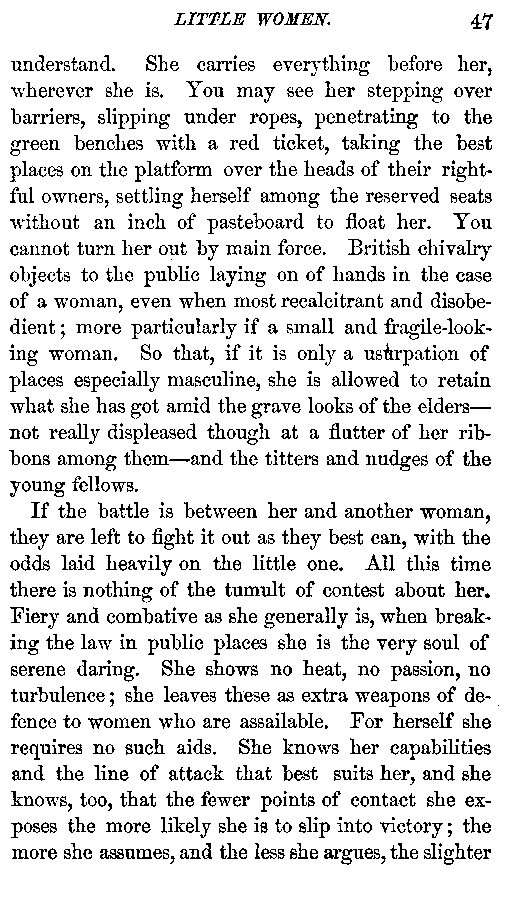 LITTLE WOMEN. 47
understand. She carries everything before her,
wherever she is. You may see her stepping over
barriers, slipping under ropes, penetrating to the
green benches with a red ticket, taking the best
places on the platform over the heads of their right-
ful owners, settling herself among the reserved seats
without an inch of pasteboard to float her. You
cannot turn her out by main force. British chivalry
objects to the public laying on of hands in the case
of a woman, even when most recalcitrant and disobe-
dient; more particularly if a small and fragile-look-
ing woman. So that, if it is only a usurpation of
places especially masculine, she is allowed to retain
what she has got amid the grave looks of the elders—
not really displeased though at a flutter of her rib-
bons among them—and the titters and nudges of the
young fellows.
If the battle is between her and another woman,
they are left to fight it out as they best can, with the
odds laid heavily on the little one. All this time
there is nothing of the tumult of contest about her.
Fiery and combative as she generally is, when break-
ing the law in public places she is the very soul of
serene daring. She shows no heat, no passion, no
turbulence; she leaves these as extra weapons of de-
fence to women who are assailable. For herself she
requires no such aids. She knows her capabilities
and the line of attack that best suits her, and she
knows, too, that the fewer points of contact she ex-
poses the more likely she is to slip into victory; the
more she assumes, and the less she argues, the slighter